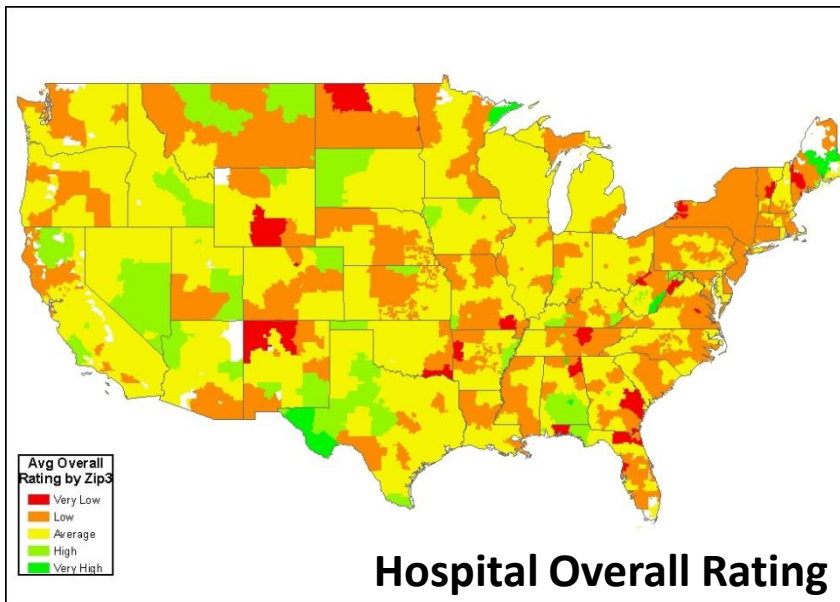 Avg Overall
Rating by Zip3
Very Low
Low
Average
High
Very High
Hospital Overall Rating